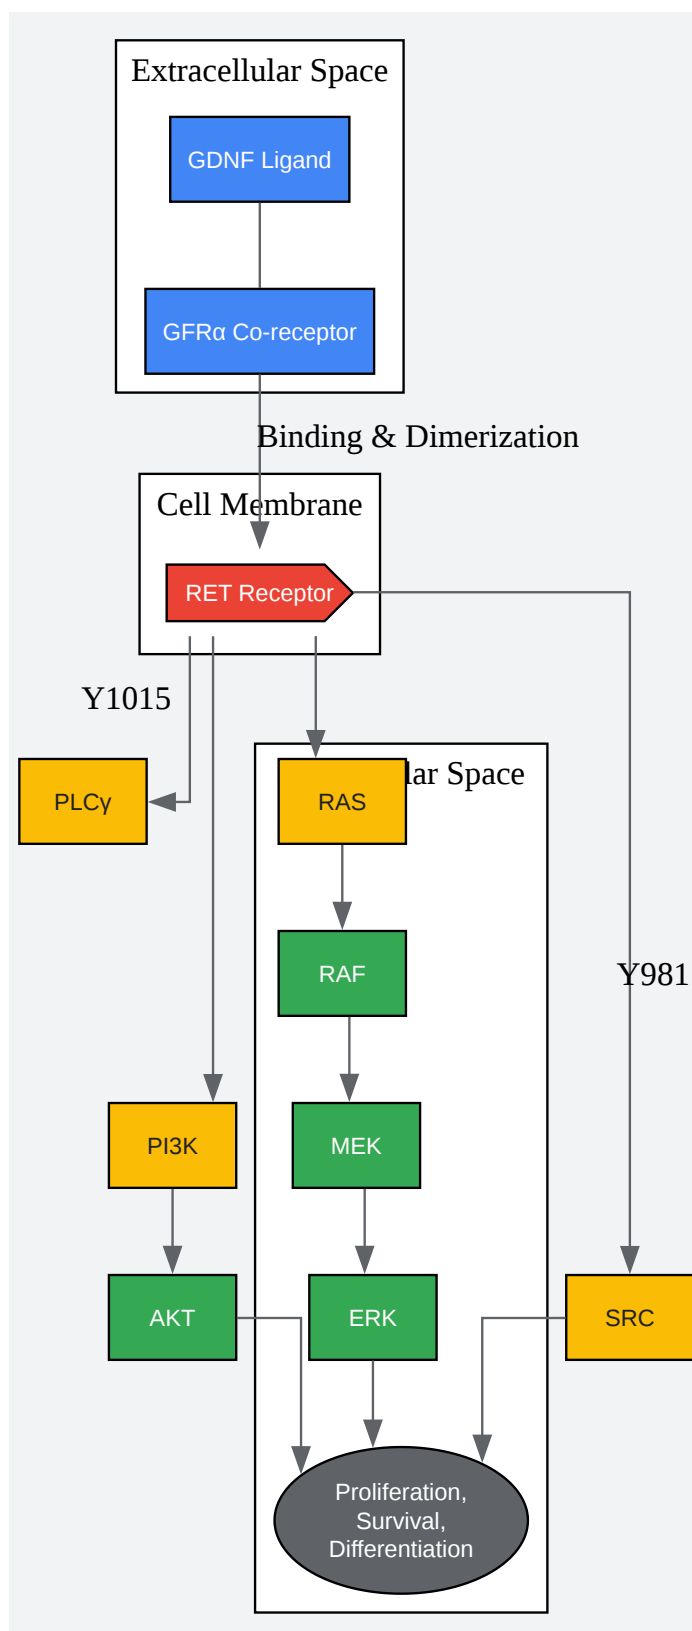 Extracellular Space
GDNF Ligand
GFRα Co-receptor
Binding & Dimerization
Cell Membrane
RET Receptor
Y1015
lar Space
PLCγ
RAS
RAF
Y981
PI3K
MEK
AKT
ERK
SRC
Proliferation,
Survival,
Differentiation